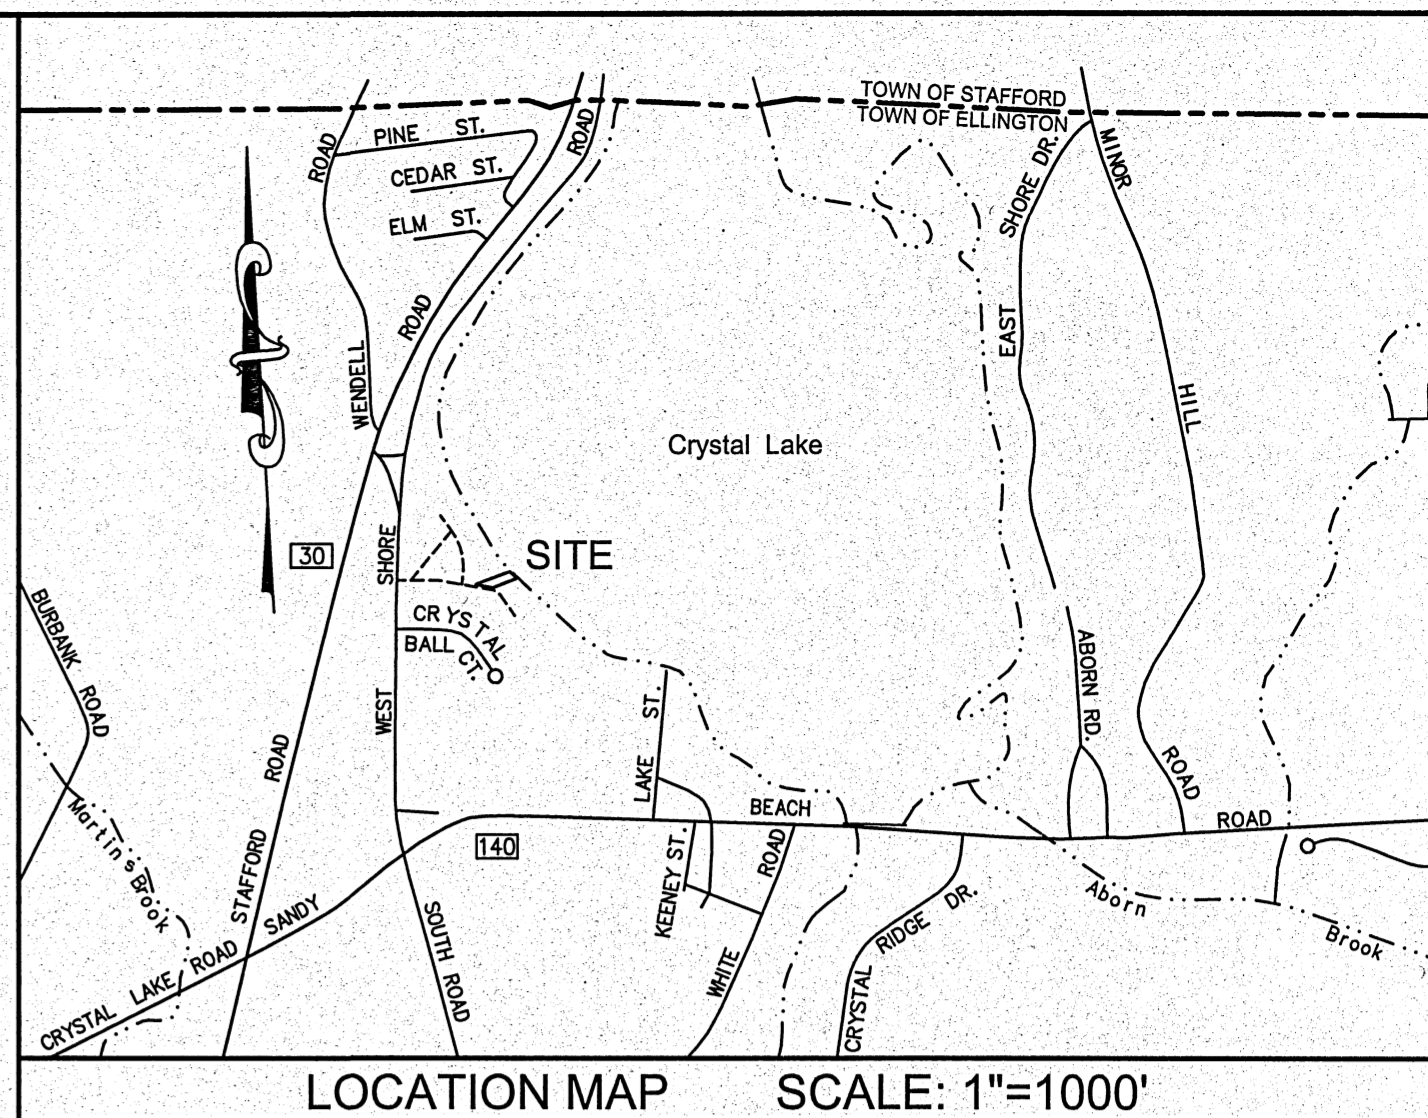 TOWN OF STAFFORD
TOWN OF ELLINGTON
PINE ST.
CEDAR ST.
ELM ST.
WENDELL ROAD
ROAD
ROAD
EAST SHORE DR.
MINOR HILL ROAD
Crystal Lake
SITE
30
WEST SHORE
CRYSTAL
BALL CT.
BURBANK ROAD
Martins Brook
STAFFORD ROAD
ABORN RD.
LAKE ST.
SANDY BEACH ROAD
140
KEENEY ST.
WHITE ROAD
CRYSTAL RIDGE DR.
Aborn Brook
SOUTH ROAD
CRYSTAL LAKE ROAD
LOCATION MAP SCALE: 1"=1000'